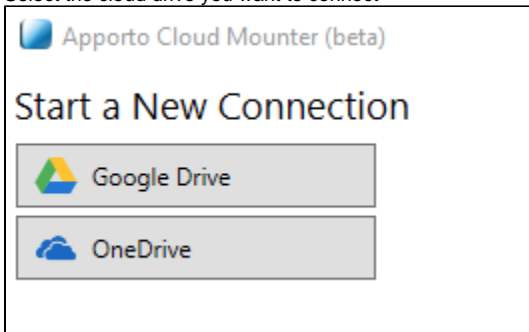 Select the cloud drive you want to connect
Apporto Cloud Mounter (beta)
Start a New Connection
Google Drive
OneDrive